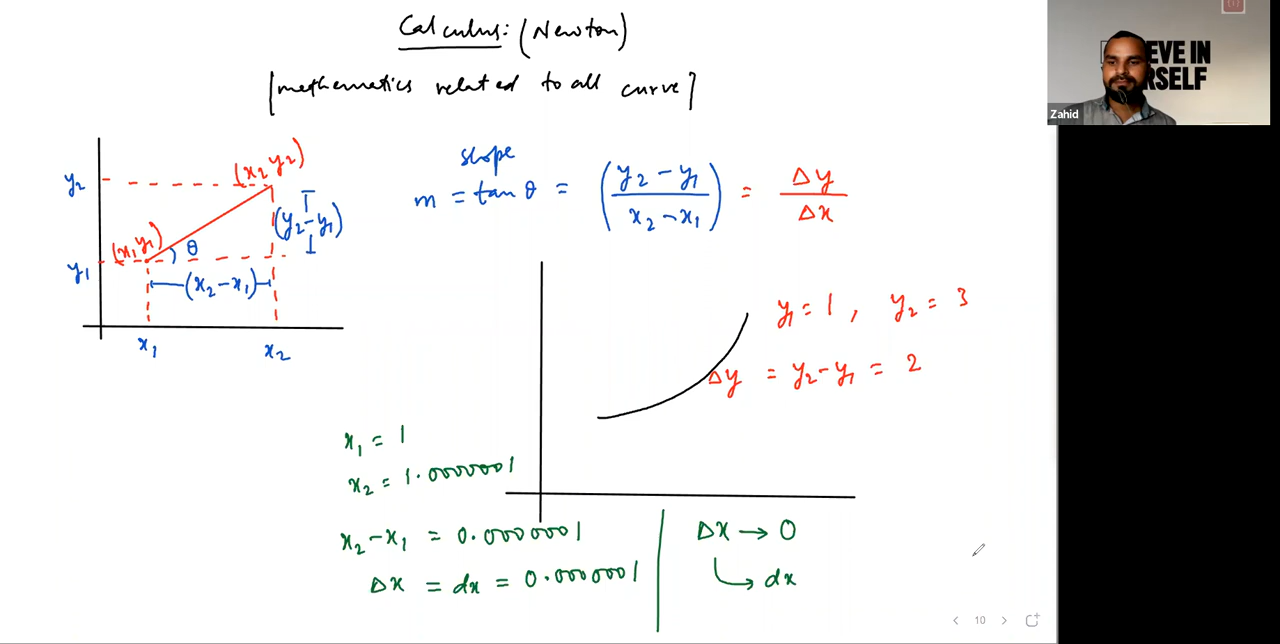 Calculus: (Newton)
[mathematics related to all curve]
EVE IN
RSELF
Zahid
y₂
(x₂ y₂)
(y₂-y₁)
(x₁ y₁)
θ
y₁
(x₂-x₁)
x₁
x₂
slope
m = tan θ = (y₂-y₁ / x₂-x₁) = Δy / Δx
y₁ = 1, y₂ = 3
Δy = y₂-y₁ = 2
x₁ = 1
x₂ = 1.0000001
x₂-x₁ = 0.0000001
Δx = dx = 0.0000001
Δx → 0
↳ dx
< 10 >